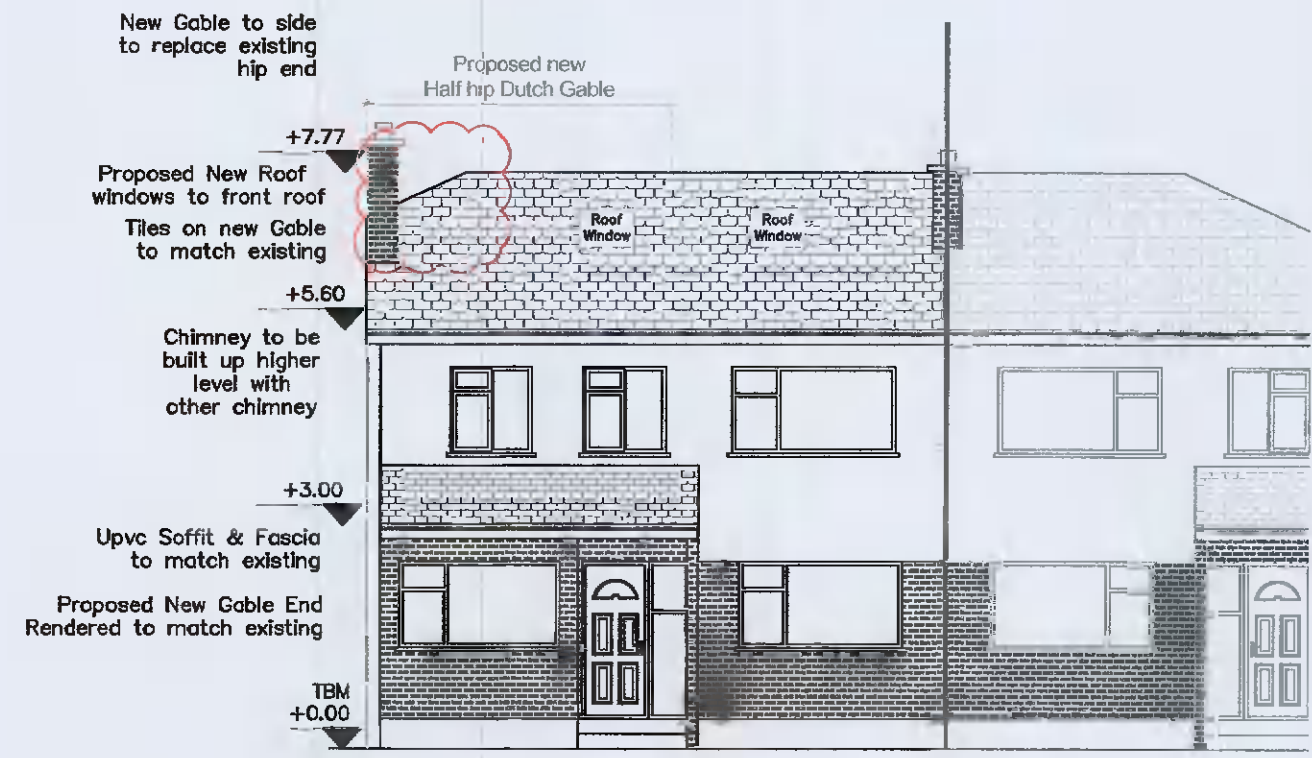 New Gable to side
to replace existing
hip end
Proposed new
Half hip Dutch Gable
+7.77
Proposed New Roof
windows to front roof
Tiles on new Gable
to match existing
Roof
Window
Roof
Window
+5.60
Chimney to be
built up higher
level with
other chimney
+3.00
Upvc Soffit & Fascia
to match existing
Proposed New Gable End
Rendered to match existing
TBM
+0.00